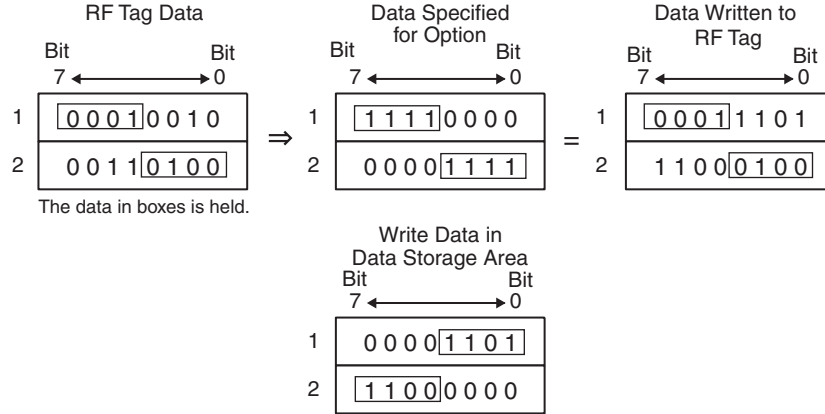 RF Tag Data
Bit Bit
7 0
1 0 0 0 1 0 0 1 0
2 0 0 1 1 0 1 0 0
The data in boxes is held.
⇒
Data Specified
for Option
Bit Bit
7 0
1 1 1 1 1 0 0 0 0
2 0 0 0 0 1 1 1 1
=
Data Written to
RF Tag
Bit Bit
7 0
1 0 0 0 1 1 1 0 1
2 1 1 0 0 0 1 0 0
Write Data in
Data Storage Area
Bit Bit
7 0
1 0 0 0 0 1 1 0 1
2 1 1 0 0 0 0 0 0